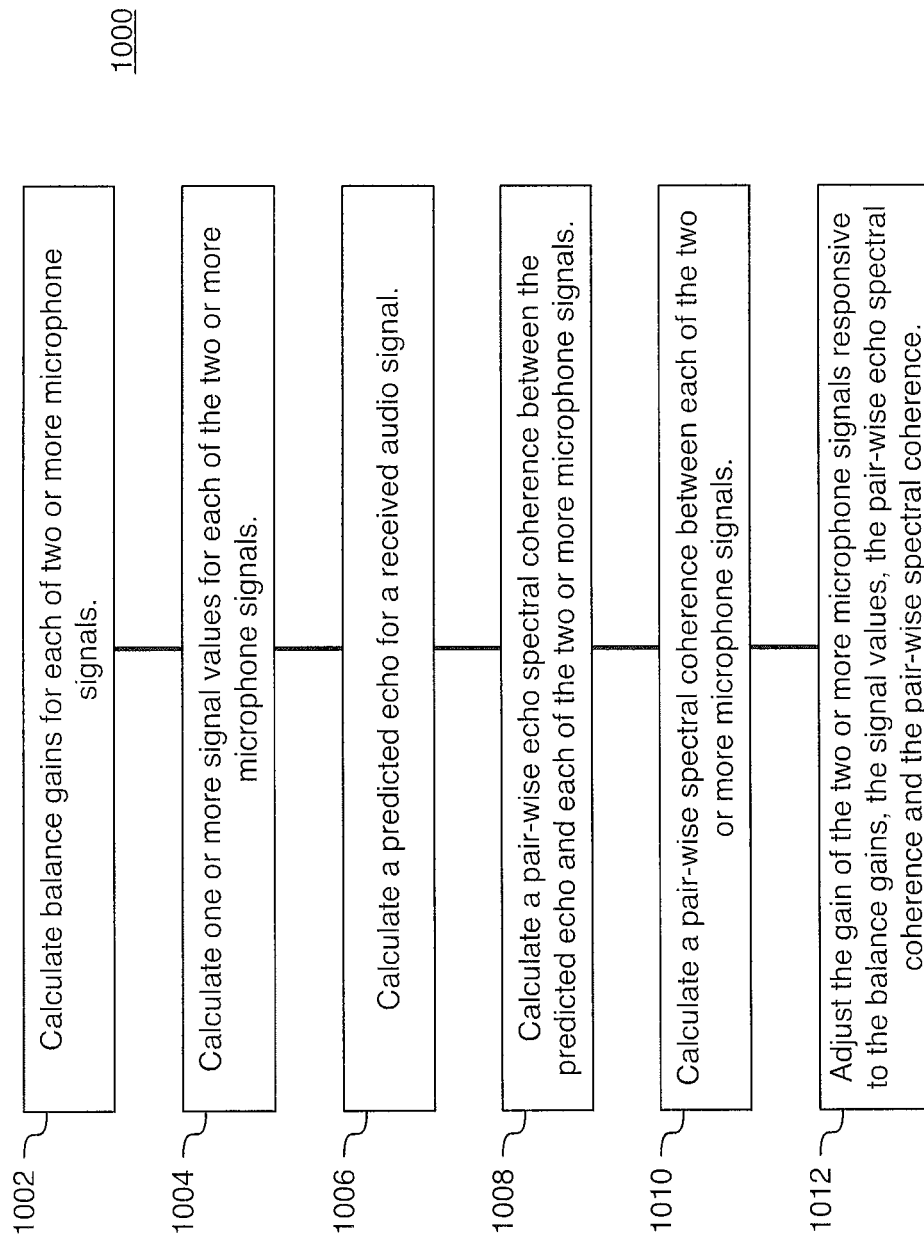 1000
1002
Calculate balance gains for each of two or more microphone
signals.
1004
Calculate one or more signal values for each of the two or more
microphone signals.
1006
Calculate a predicted echo for a received audio signal.
1008
Calculate a pair-wise echo spectral coherence between the
predicted echo and each of the two or more microphone signals.
1010
Calculate a pair-wise spectral coherence between each of the two
or more microphone signals.
1012
Adjust the gain of the two or more microphone signals responsive
to the balance gains, the signal values, the pair-wise echo spectral
coherence and the pair-wise spectral coherence.